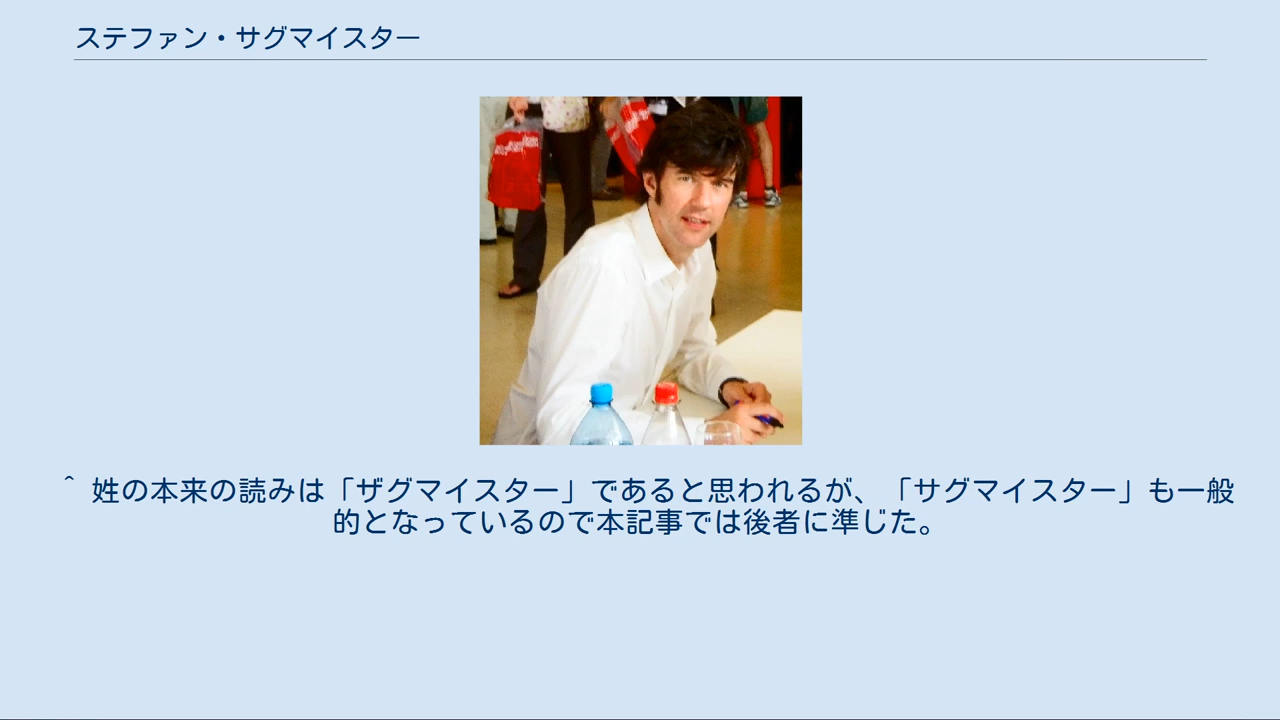 ステファン・サグマイスター
^ 姓の本来の読みは「ザグマイスター」であると思われるが、「サグマイスター」も一般
的となっているので本記事では後者に準じた。